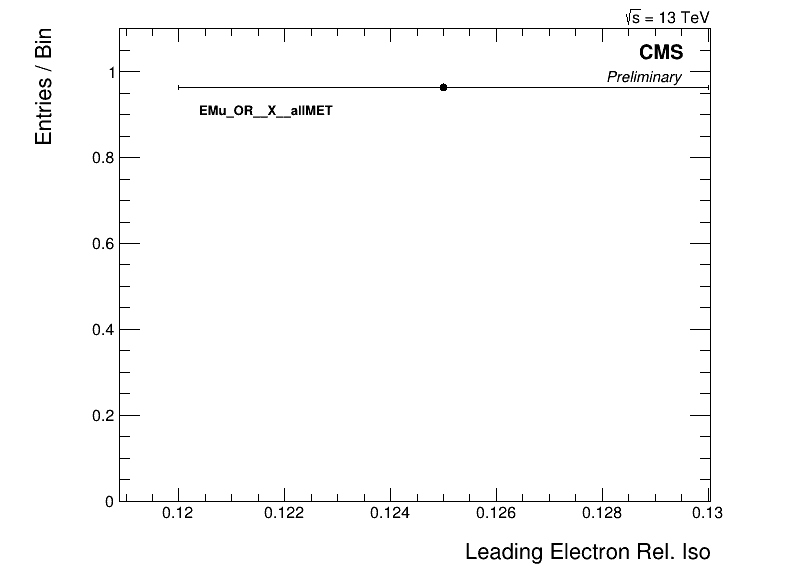 √s = 13 TeV
CMS
Preliminary
EMu_OR__X__allMET
Entries / Bin
1
0.8
0.6
0.4
0.2
0
0.12 0.122 0.124 0.126 0.128 0.13
Leading Electron Rel. Iso